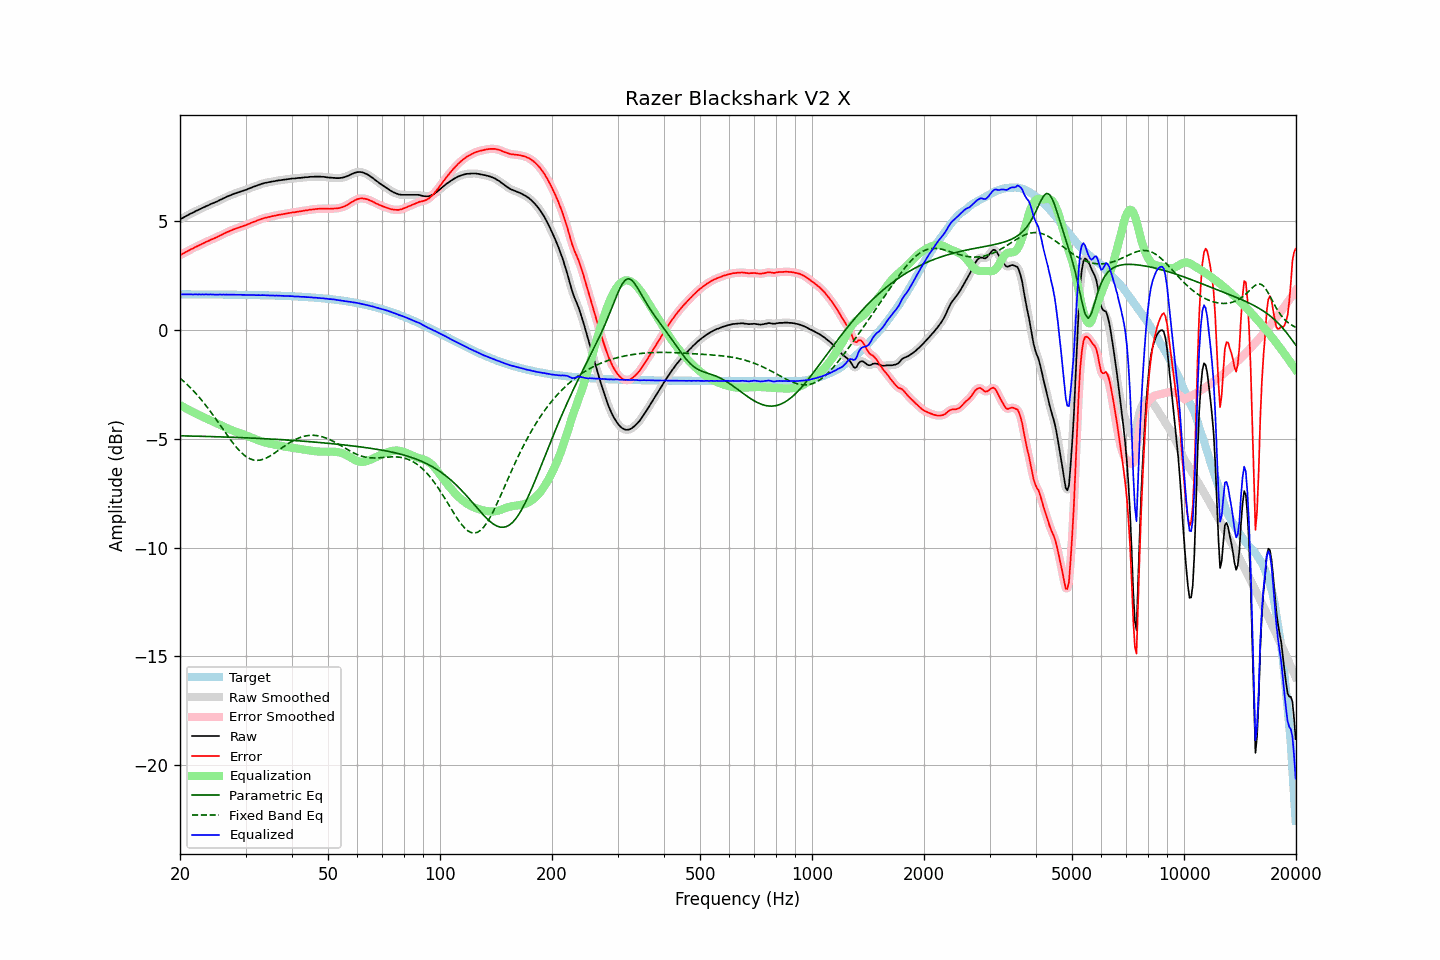 Razer Blackshark V2 X
Amplitude (dBr)
5
0
−5
−10
−15
−20
Target
Raw Smoothed
Error Smoothed
Raw
Error
Equalization
Parametric Eq
Fixed Band Eq
Equalized
20 50 100 200 500 1000 2000 5000 10000 20000
Frequency (Hz)